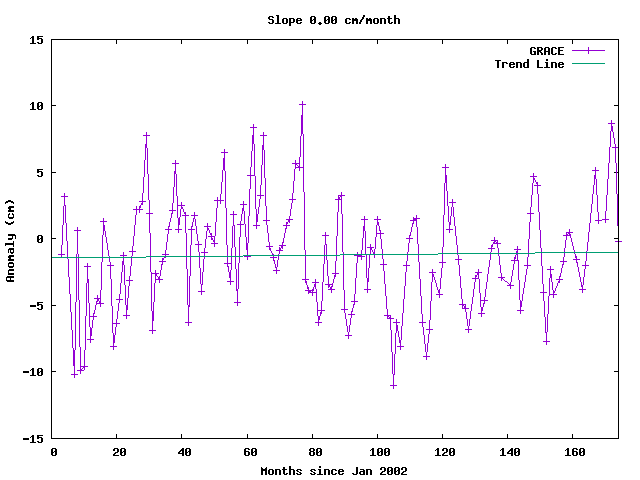 Slope 0.00 cm/month
15
GRACE
Trend Line
10
5
0
-5
-10
-15
Anomaly (cm)
0 20 40 60 80 100 120 140 160
Months since Jan 2002